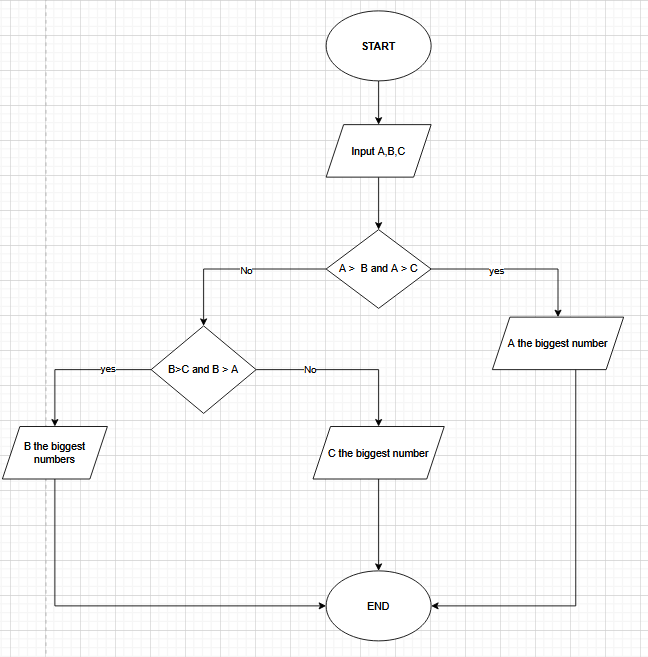 START
Input A,B,C
A >  B and A > C
No
yes
A the biggest number
B>C and B > A
yes
No
B the biggest
numbers
C the biggest number
END